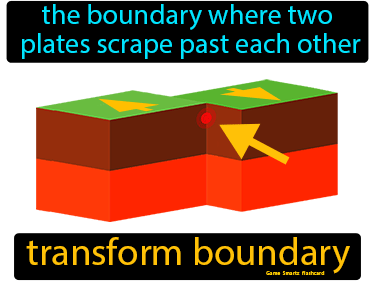 the boundary where two
plates scrape past each other
transform boundary
Game Smartz flashcard